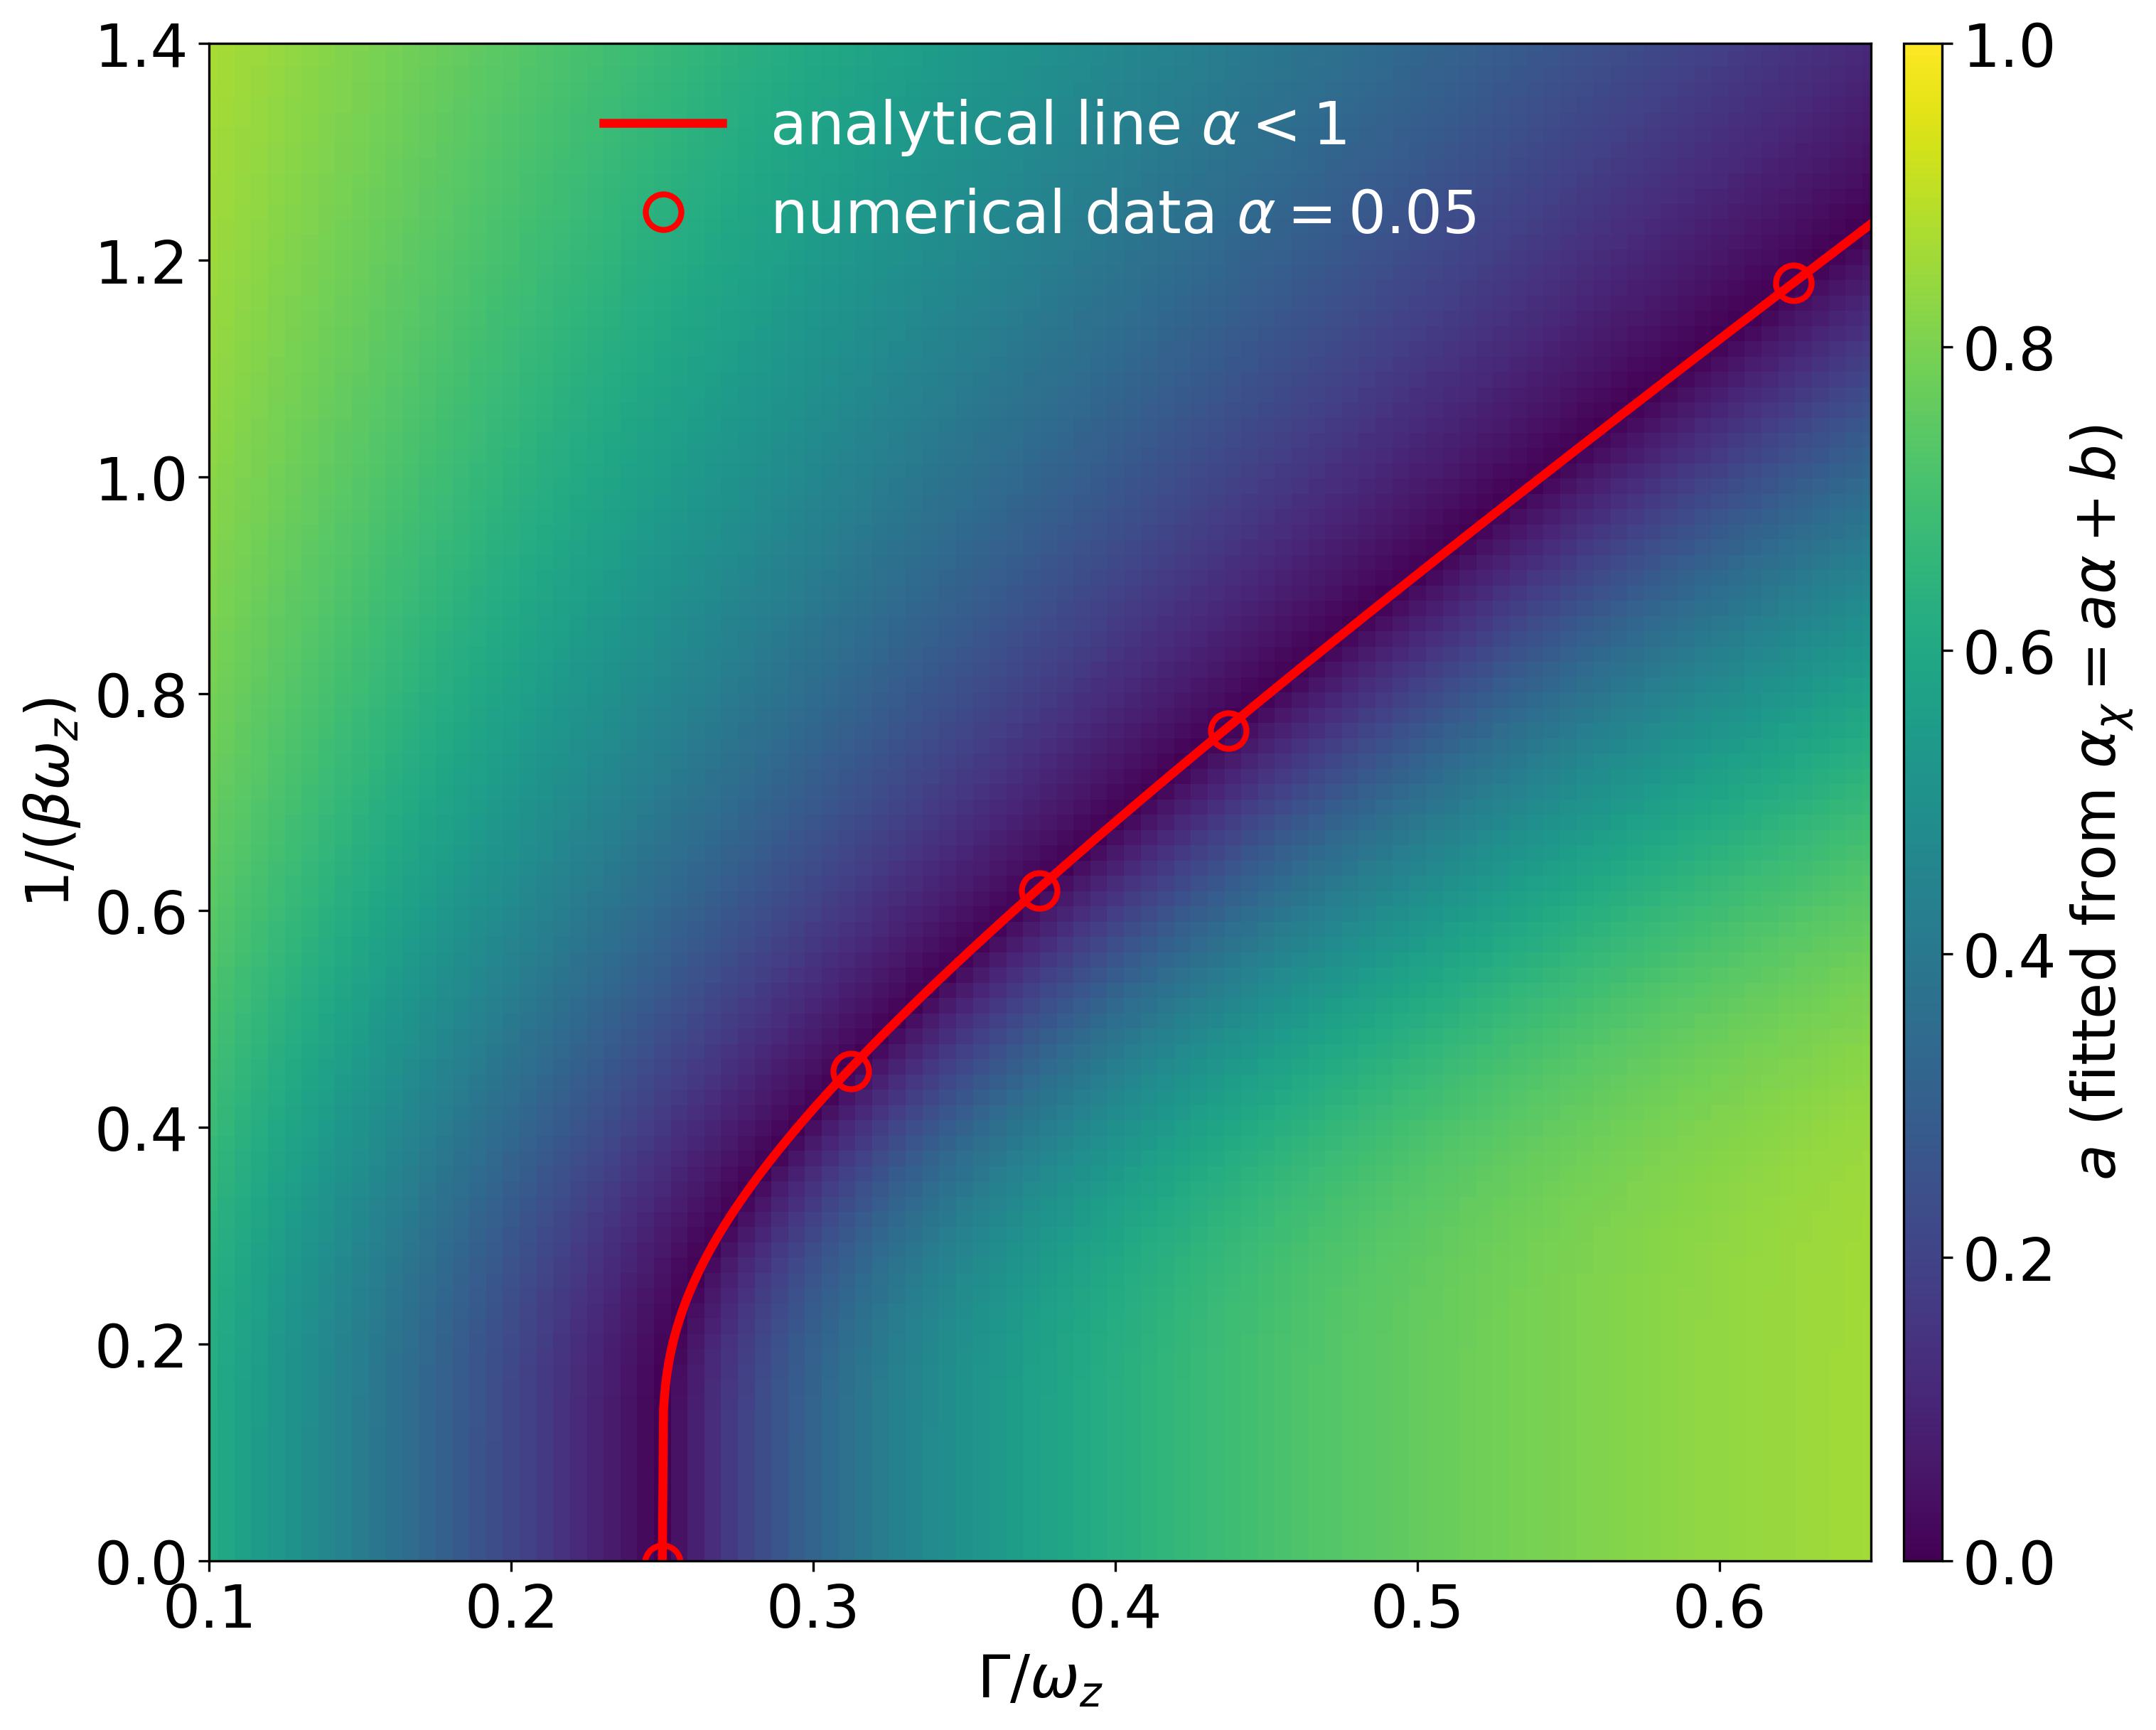 1.4
1.2
1.0
0.8
0.6
0.4
0.2
0.0
1/(βω_z)
analytical line α < 1
numerical data α = 0.05
0.1 0.2 0.3 0.4 0.5 0.6
Γ/ω_z
1.0
0.8
0.6
0.4
0.2
0.0
a (fitted from α_χ = aα + b)